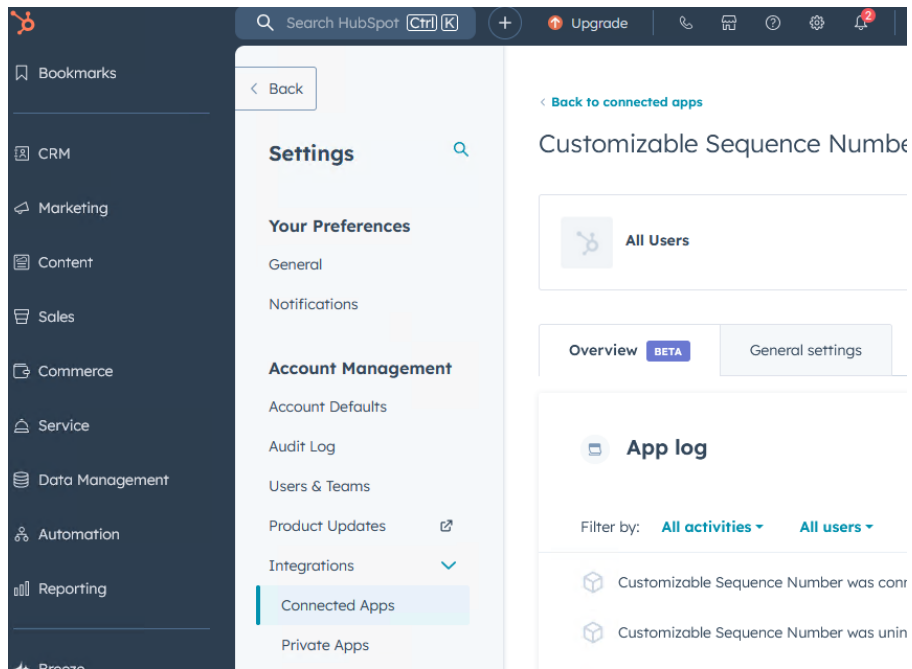 Search HubSpot Ctrl K
Upgrade
2
Bookmarks
CRM
Marketing
Content
Sales
Commerce
Service
Data Management
Automation
Reporting
Breeze
Back
Settings
Your Preferences
General
Notifications
Account Management
Account Defaults
Audit Log
Users & Teams
Product Updates
Integrations
Connected Apps
Private Apps
Back to connected apps
Customizable Sequence Numbe
All Users
Overview BETA
General settings
App log
Filter by: All activities All users
Customizable Sequence Number was conn
Customizable Sequence Number was unin